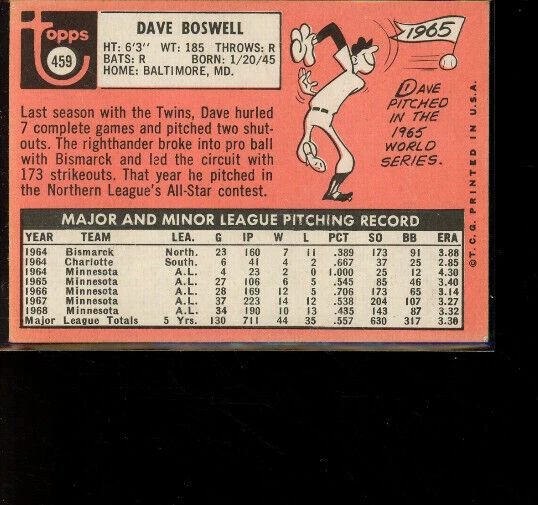 Topps
459
DAVE BOSWELL
HT: 6'3" WT: 185 THROWS: R
BATS: R BORN: 1/20/45
HOME: BALTIMORE, MD.
Last season with the Twins, Dave hurled
7 complete games and pitched two shut-
outs. The righthander broke into pro ball
with Bismarck and led the circuit with
173 strikeouts. That year he pitched in
the Northern League's All-Star contest.
1965
DAVE
PITCHED
IN THE
1965
WORLD
SERIES.
MAJOR AND MINOR LEAGUE PITCHING RECORD
YEAR TEAM LEA. G IP W L PCT SO BB ERA
1964 Bismarck North. 23 160 7 11 .389 173 91 3.88
1964 Charlotte South. 6 41 4 2 .667 37 25 2.85
1964 Minnesota A.L. 4 23 2 0 1.000 25 12 4.30
1965 Minnesota A.L. 27 106 6 5 .545 85 46 3.40
1966 Minnesota A.L. 28 169 12 5 .706 173 65 3.14
1967 Minnesota A.L. 37 223 14 12 .538 204 107 3.27
1968 Minnesota A.L. 34 190 10 13 .435 143 87 3.32
Major League Totals 5 Yrs. 130 711 44 35 .557 630 317 3.30
©T.C.G. PRINTED IN U.S.A.